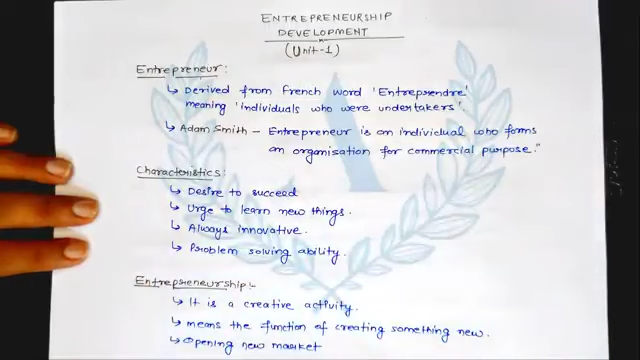 ENTREPRENEURSHIP
DEVELOPMENT
(Unit-1)
Entrepreneur:
↳ Derived from French word 'Entreprendre'
meaning 'individuals who were undertakers'.
↳ Adam Smith - Entrepreneur is an individual who forms
an organisation for commercial purpose."
Characteristics:
↳ Desire to succeed
↳ Urge to learn new things.
↳ Always innovative.
↳ Problem solving ability.
Entrepreneurship:-
↳ It is a creative activity.
↳ means the function of creating something new.
↳ Opening new market